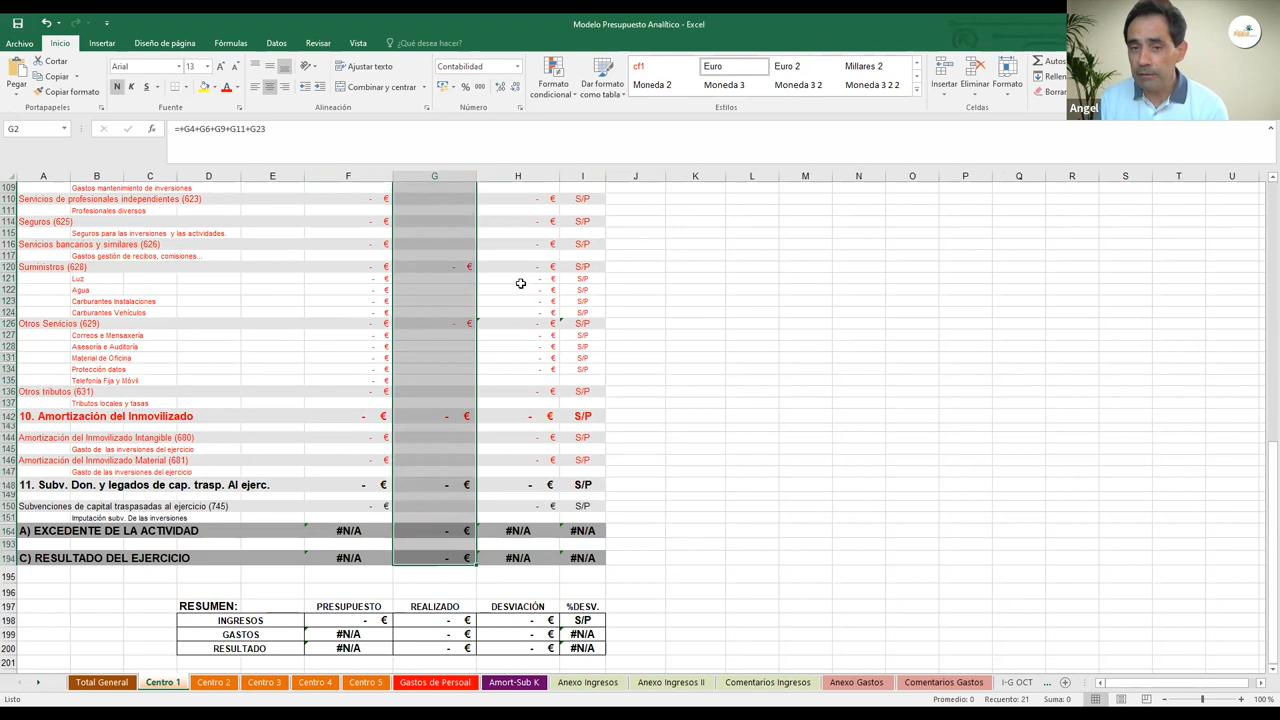 Modelo Presupuesto Analítico - Excel
Archivo Inicio Insertar Diseño de página Fórmulas Datos Revisar Vista ¿Qué desea hacer?
Pegar Cortar Copiar Copiar formato
Portapapeles
Arial 13
N K S
Fuente
Ajustar texto
Combinar y centrar
Alineación
Contabilidad
% 000
Número
Formato condicional Dar formato como tabla
cf1 Euro Euro 2 Millares 2
Moneda 2 Moneda 3 Moneda 3 2 Moneda 3 2 2
Estilos
Insertar Eliminar Formato
Celdas
Autos
Rellen
Borra
Angel
G2 fx =+G4+G6+G9+G11+G23
A B C D E F G H I J K L M N O P Q R S T U
109 Gastos mantenimiento de inversiones
110 Servicios de profesionales independientes (623) - € - € S/P
111 Profesionales diversos
114 Seguros (625) - € - € S/P
115 Seguros para las inversiones y las actividades.
116 Servicios bancarios y similares (626) - € - € S/P
117 Gastos gestión de recibos, comisiones...
120 Suministros (628) - € - € - € S/P
121 Luz - € - € S/P
122 Agua - € - € S/P
123 Carburantes Instalaciones - € - € S/P
124 Carburantes Vehículos - € - € S/P
126 Otros Servicios (629) - € - € - € S/P
127 Correos e Mensaxería - € - € S/P
128 Asesoría e Auditoría - € - € S/P
131 Material de Oficina - € - € S/P
134 Protección datos - € - € S/P
135 Telefonía Fija y Móvil - €
136 Otros tributos (631) - € - € S/P
137 Tributos locales y tasas
142 10. Amortización del Inmovilizado - € - € - € S/P
143
144 Amortización del Inmovilizado Intangible (680) - € - € S/P
145 Gasto de las inversiones del ejercicio
146 Amortización del Inmovilizado Material (681) - € - € S/P
147 Gasto de las inversiones del ejercicio
148 11. Subv. Don. y legados de cap. trasp. Al ejerc. - € - € - € S/P
149
150 Subvenciones de capital traspasadas al ejercicio (745) - € - € S/P
151 Imputación subv. De las inversiones
164 A) EXCEDENTE DE LA ACTIVIDAD #N/A - € #N/A #N/A
193
194 C) RESULTADO DEL EJERCICIO #N/A - € #N/A #N/A
195
197 RESUMEN: PRESUPUESTO REALIZADO DESVIACIÓN %DESV.
198 INGRESOS - € - € - € S/P
199 GASTOS #N/A - € - € #N/A
200 RESULTADO #N/A - € - € #N/A
201
Total General Centro 1 Centro 2 Centro 3 Centro 4 Centro 5 Gastos de Persoal Amort-Sub K Anexo Ingresos Anexo Ingresos II Comentarios Ingresos Anexo Gastos Comentarios Gastos I-G OCT ...
Listo Promedio: 0 Recuento: 21 Suma: 0 100 %